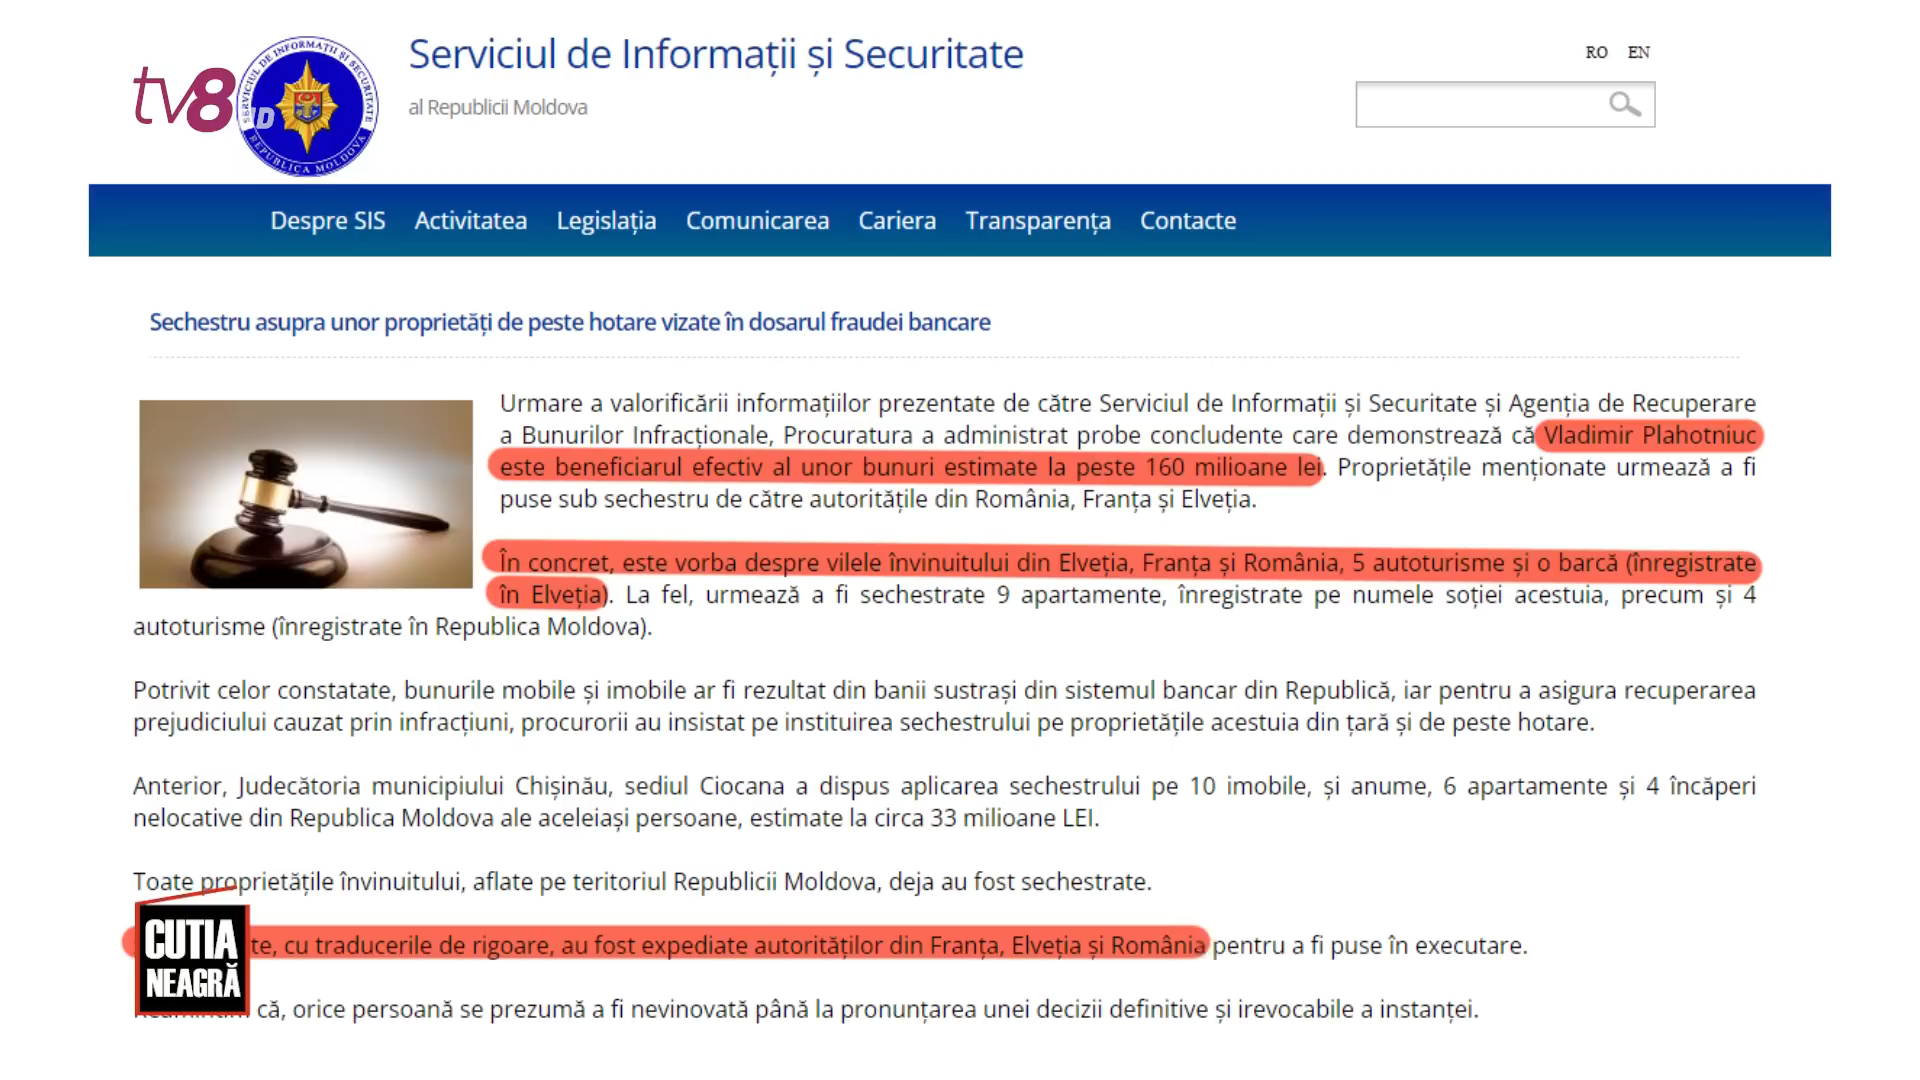 Serviciul de Informații și Securitate
al Republicii Moldova
RO EN
tv8
SERVICIUL DE INFORMAȚII ȘI SECURITATE
REPUBLICA MOLDOVA
Despre SIS Activitatea Legislația Comunicarea Cariera Transparența Contacte
Sechestru asupra unor proprietăți de peste hotare vizate în dosarul fraudei bancare
Urmare a valorificării informațiilor prezentate de către Serviciul de Informații și Securitate și Agenția de Recuperare
a Bunurilor Infracționale, Procuratura a administrat probe concludente care demonstrează că Vladimir Plahotniuc
este beneficiarul efectiv al unor bunuri estimate la peste 160 milioane lei. Proprietățile menționate urmează a fi
puse sub sechestru de către autoritățile din România, Franța și Elveția.
În concret, este vorba despre vilele învinuitului din Elveția, Franța și România, 5 autoturisme și o barcă (înregistrate
în Elveția). La fel, urmează a fi sechestrate 9 apartamente, înregistrate pe numele soției acestuia, precum și 4
autoturisme (înregistrate în Republica Moldova).
Potrivit celor constatate, bunurile mobile și imobile ar fi rezultat din banii sustrași din sistemul bancar din Republică, iar pentru a asigura recuperarea
prejudiciului cauzat prin infracțiuni, procurorii au insistat pe instituirea sechestrului pe proprietățile acestuia din țară și de peste hotare.
Anterior, Judecătoria municipiului Chișinău, sediul Ciocana a dispus aplicarea sechestrului pe 10 imobile, și anume, 6 apartamente și 4 încăperi
nelocative din Republica Moldova ale aceleiași persoane, estimate la circa 33 milioane LEI.
Toate proprietățile învinuitului, aflate pe teritoriul Republicii Moldova, deja au fost sechestrate.
te, cu traducerile de rigoare, au fost expediate autorităților din Franța, Elveția și România pentru a fi puse în executare.
CUTIA
NEAGRĂ
că, orice persoană se prezumă a fi nevinovată până la pronunțarea unei decizii definitive și irevocabile a instanței.